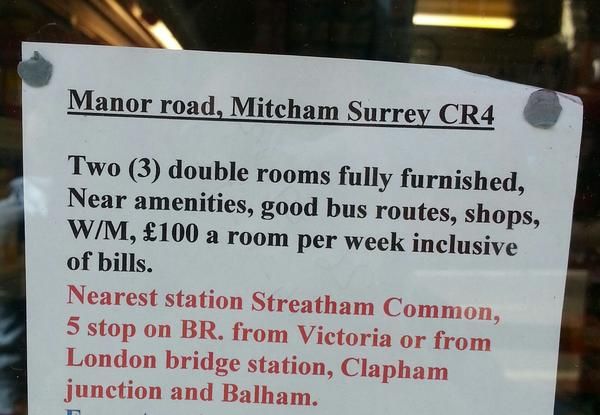 Manor road, Mitcham Surrey CR4
Two (3) double rooms fully furnished,
Near amenities, good bus routes, shops,
W/M, £100 a room per week inclusive
of bills.
Nearest station Streatham Common,
5 stop on BR. from Victoria or from
London bridge station, Clapham
junction and Balham.